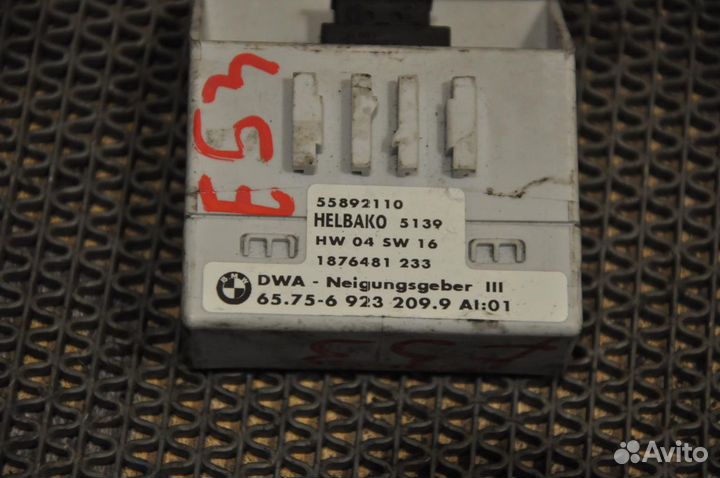 E53
55892110
HELBAKO 5139
HW 04 SW 16
1876481 233
BMW
DWA - Neigungsgeber III
65.75-6 923 209.9 AI:01
Avito